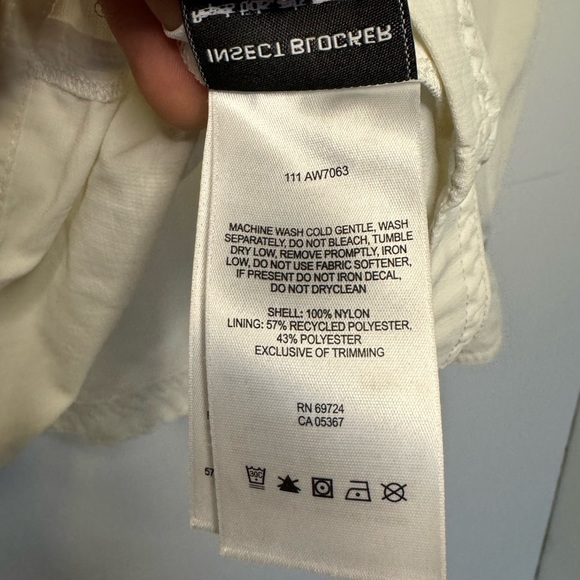 INSECT BLOCKER
111 AW7063
MACHINE WASH COLD GENTLE, WASH
SEPARATELY, DO NOT BLEACH, TUMBLE
DRY LOW, REMOVE PROMPTLY, IRON
LOW, DO NOT USE FABRIC SOFTENER,
IF PRESENT DO NOT IRON DECAL,
DO NOT DRYCLEAN
SHELL: 100% NYLON
LINING: 57% RECYCLED POLYESTER,
43% POLYESTER
EXCLUSIVE OF TRIMMING
RN 69724
CA 05367
57
30C